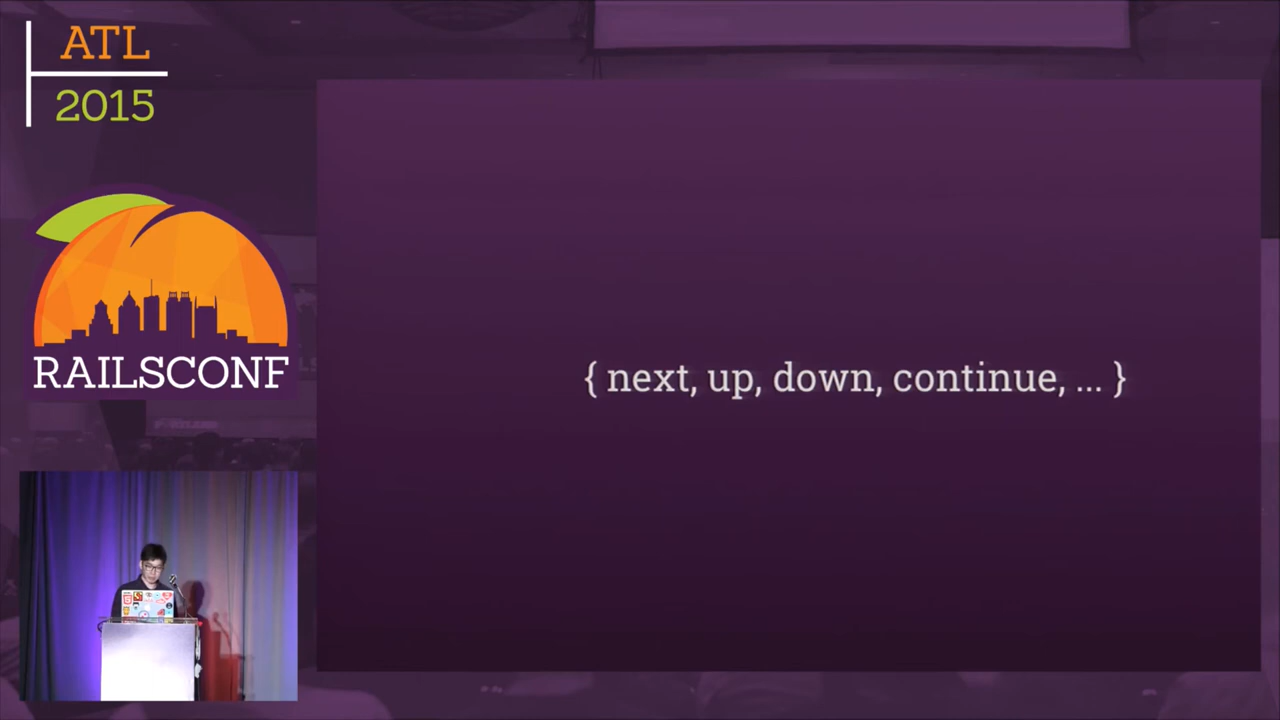 ATL
2015
RAILSCONF
{ next, up, down, continue, ... }